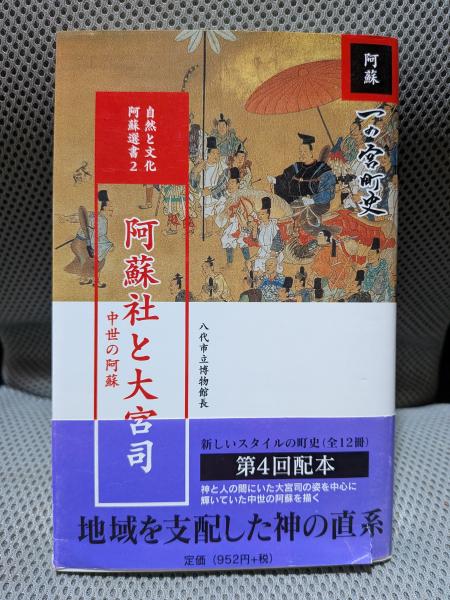 阿蘇
一の宮町史
自然と文化
阿蘇選書2
阿蘇社と大宮司
中世の阿蘇
八代市立博物館長
新しいスタイルの町史(全12冊)
第4回配本
神と人の間にいた大宮司の姿を中心に
輝いていた中世の阿蘇を描く
地域を支配した神の直系
定価(952円+税)